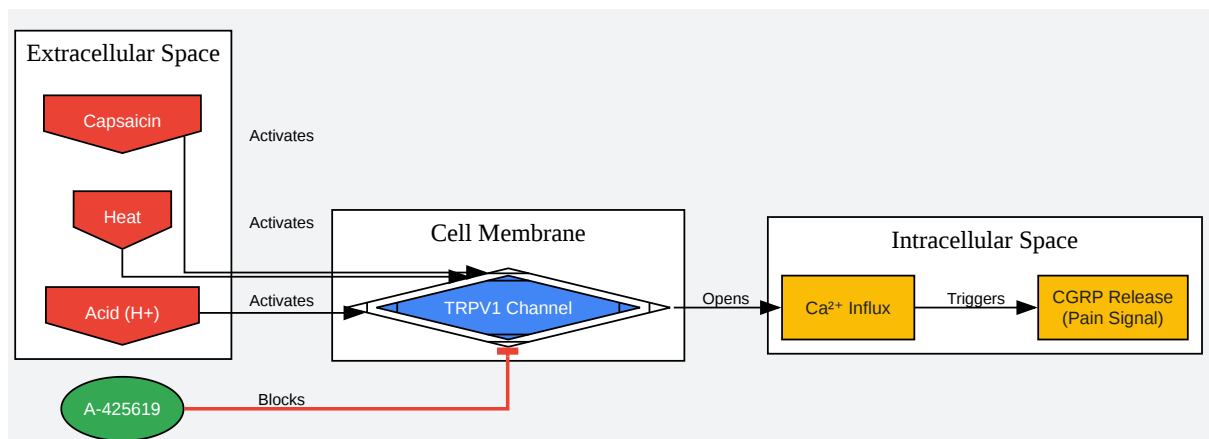 Extracellular Space
Capsaicin
Activates
Heat
Activates
Acid (H+)
Activates
Cell Membrane
TRPV1 Channel
Opens
Intracellular Space
Ca²⁺ Influx
Triggers
CGRP Release
(Pain Signal)
A-425619
Blocks